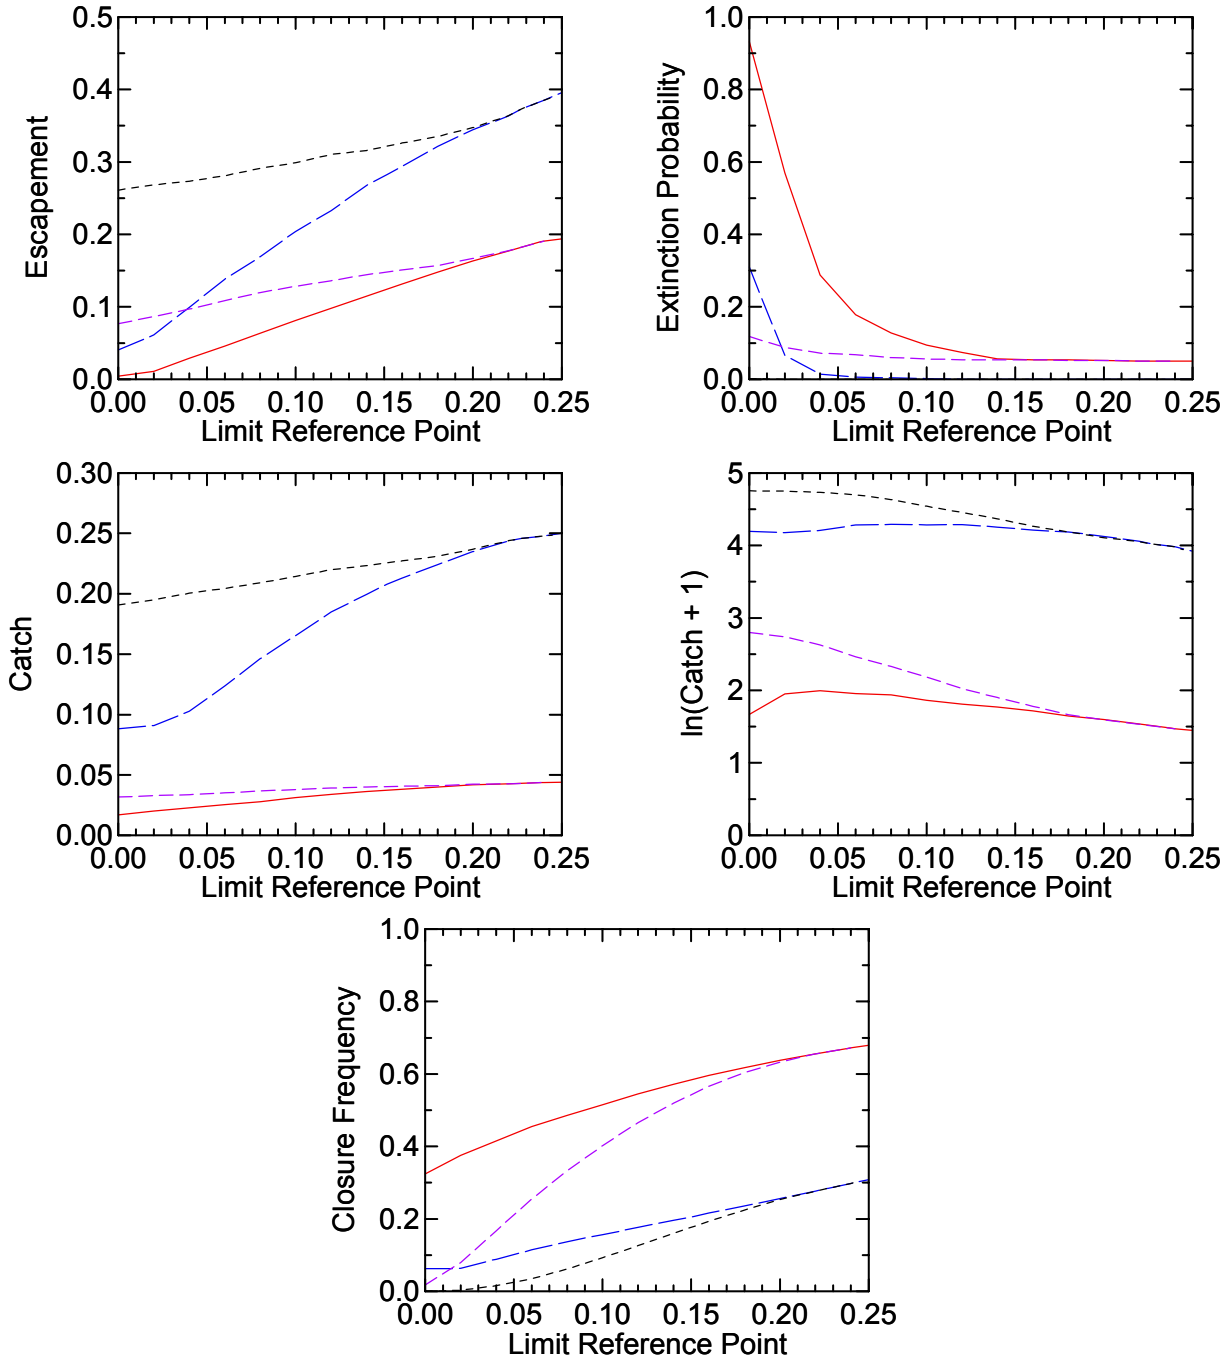 Escapement
0.5
0.4
0.3
0.2
0.1
0.0
0.00 0.05 0.10 0.15 0.20 0.25
Limit Reference Point
Extinction Probability
1.0
0.8
0.6
0.4
0.2
0.0
0.00 0.05 0.10 0.15 0.20 0.25
Limit Reference Point
Catch
0.30
0.25
0.20
0.15
0.10
0.05
0.00
0.00 0.05 0.10 0.15 0.20 0.25
Limit Reference Point
ln(Catch + 1)
5
4
3
2
1
0
0.00 0.05 0.10 0.15 0.20 0.25
Limit Reference Point
Closure Frequency
1.0
0.8
0.6
0.4
0.2
0.0
0.00 0.05 0.10 0.15 0.20 0.25
Limit Reference Point